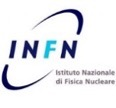 INFN
Istituto Nazionale
di Fisica Nucleare